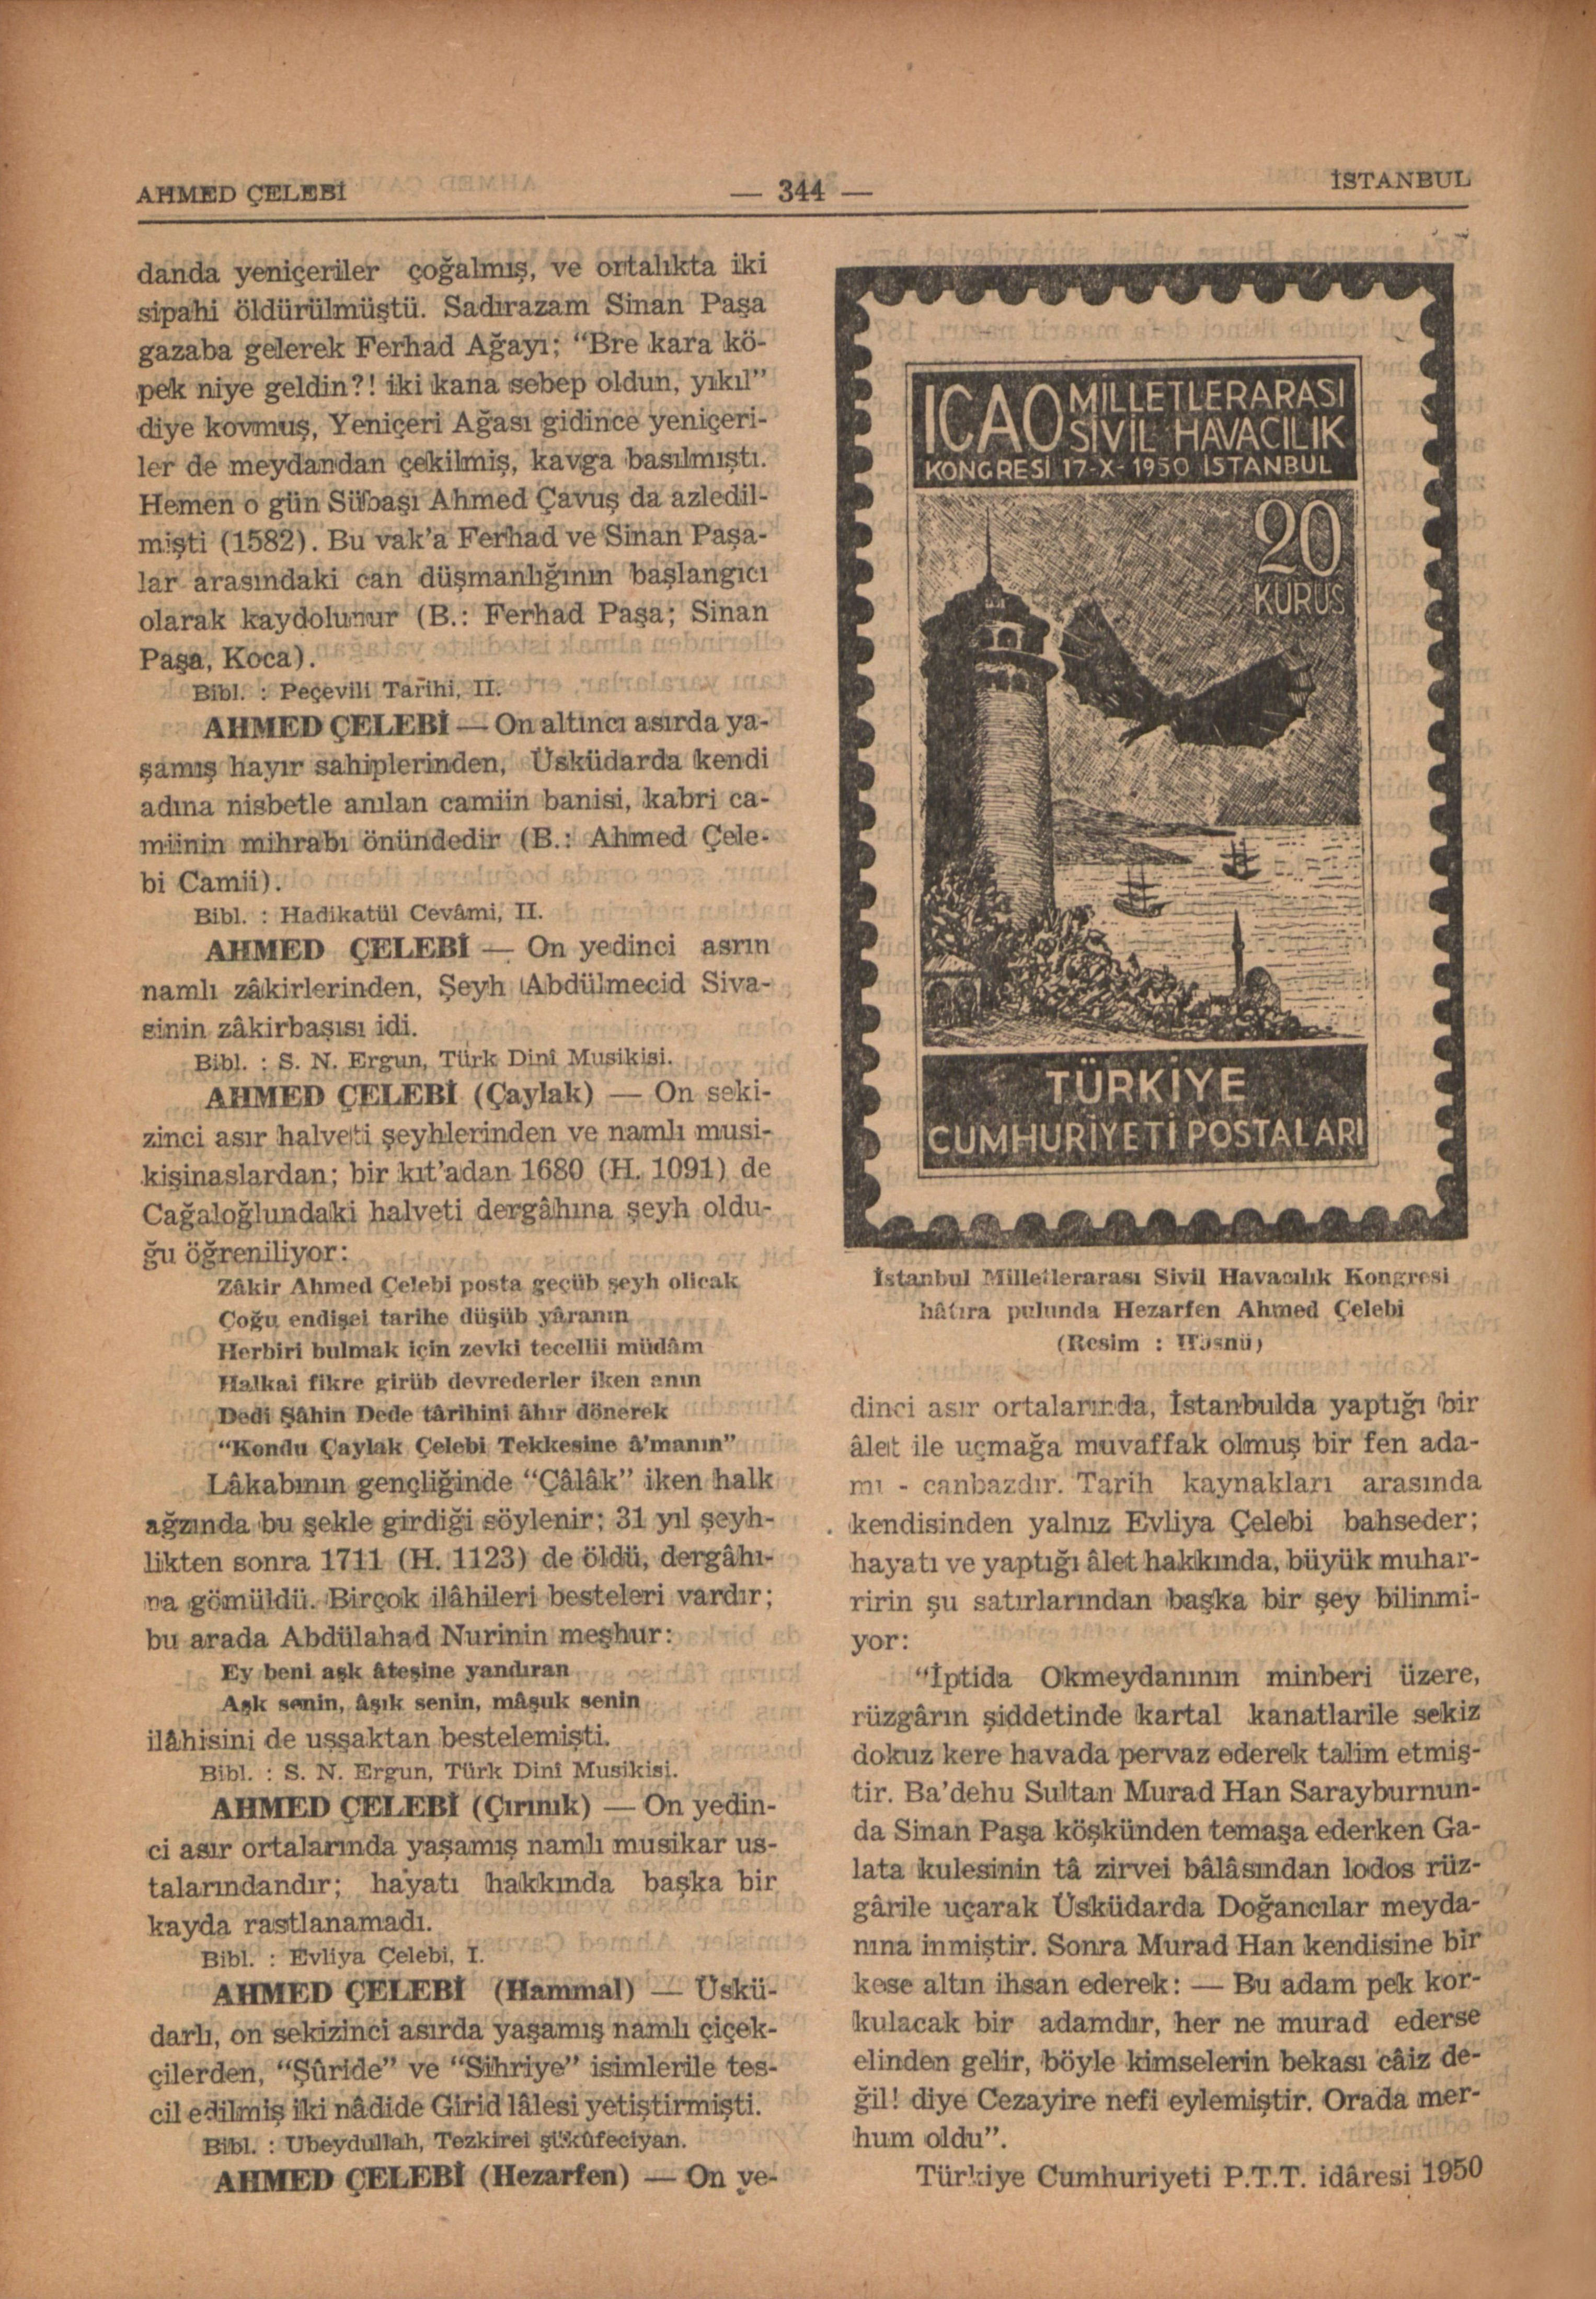 AHMED ÇELEBİ
— 344 —
İSTANBUL
danda yeniçeriler çoğalmış, ve ortalıkta iki
sipahi öldürülmüştü. Sadırazam Sinan Paşa
gazaba gelerek Ferhad Ağayı; "Bre kara kö-
pek niye geldin?! iki kana sebep oldun, yıkıl"
diye kovmuş, Yeniçeri Ağası gidince yeniçeri-
ler de meydandan çekilmiş, kavga basılmıştı.
Hemen o gün Sübaşı Ahmed Çavuş da azledil-
mişti (1582). Bu vak'a Ferhad ve Sinan Paşa-
lar arasındaki can düşmanlığının başlangıcı
olarak kaydolunur (B.: Ferhad Paşa; Sinan
Paşa, Koca).
Bibl. : Peçevili Tarihi, II.
AHMED ÇELEBİ — On altıncı asırda ya-
şamış hayır sahiplerinden, Üsküdarda kendi
adına nisbetle anılan camiin banisi, kabri ca-
miinin mihrabı önündedir (B.: Ahmed Çele-
bi Camii).
Bibl. : Hadikatül Cevâmi, II.
AHMED ÇELEBİ — On yedinci asrın
namlı zâkirlerinden, Şeyh Abdülmecid Siva-
sinin zâkirbaşısı idi.
Bibl. : S. N. Ergun, Türk Dinî Musikisi.
AHMED ÇELEBİ (Çaylak) — On seki-
zinci asır halveti şeyhlerinden ve namlı musi-
kişinaslardan; bir kıt'adan 1680 (H. 1091) de
Cağaloğlundaki halveti dergâhına şeyh oldu-
ğu öğreniliyor:
Zâkir Ahmed Çelebi posta geçüb şeyh olicak
Çoğu endişei tarihe düşüb yâranın
Herbiri bulmak için zevki tecellii müdâm
Halkai fikre girüb devrederler iken anın
Dedi Şâhin Dede târihini âhır dönerek
"Kondu Çaylak Çelebi Tekkesine â'manın"
Lâkabının gençliğinde "Çâlâk" iken halk
ağzında bu şekle girdiği söylenir; 31 yıl şeyh-
likten sonra 1711 (H. 1123) de öldü, dergâhı-
na gömüldü. Birçok ilâhileri besteleri vardır;
bu arada Abdülahad Nurinin meşhur:
Ey beni aşk âteşine yandıran
Aşk senin, âşık senin, mâşuk senin
ilâhisini de uşşaktan bestelemişti.
Bibl. : S. N. Ergun, Türk Dinî Musikisi.
AHMED ÇELEBİ (Çırınık) — On yedin-
ci asır ortalarında yaşamış namlı musikar us-
talarındandır; hayatı hakkında başka bir
kayda rastlanamadı.
Bibl. : Evliya Çelebi, I.
AHMED ÇELEBİ (Hammal) — Üskü-
darlı, on sekizinci asırda yaşamış namlı çiçek-
çilerden, "Şûride" ve "Sihriye" isimlerile tes-
cil edilmiş iki nâdide Girid lâlesi yetiştirmişti.
Bibl. : Ubeydullah, Tezkirei şükûfeciyan.
AHMED ÇELEBİ (Hezarfen) — On ye-
ICAO MİLLETLERARASI
SİVİL HAVACILIK
KONGRESİ 17-X-1950 İSTANBUL
20
KURUŞ
TÜRKİYE
CUMHURİYETİ POSTALARI
İstanbul Milletlerarası Sivil Havacılık Kongresi
hâtıra pulunda Hezarfen Ahmed Çelebi
(Resim : Hüsnü)
dinci asır ortalarında, İstanbulda yaptığı bir
âlet ile uçmağa muvaffak olmuş bir fen ada-
mı - canbazdır. Tarih kaynakları arasında
kendisinden yalnız Evliya Çelebi bahseder;
hayatı ve yaptığı âlet hakkında, büyük muhar-
ririn şu satırlarından başka bir şey bilinmi-
yor:
"İptida Okmeydanının minberi üzere,
rüzgârın şiddetinde kartal kanatlarile sekiz
dokuz kere havada pervaz ederek talim etmiş-
tir. Ba'dehu Sultan Murad Han Sarayburnun-
da Sinan Paşa köşkünden temaşa ederken Ga-
lata kulesinin tâ zirvei bâlâsından lodos rüz-
gârile uçarak Üsküdarda Doğancılar meyda-
nına inmiştir. Sonra Murad Han kendisine bir
kese altın ihsan ederek: — Bu adam pek kor-
kulacak bir adamdır, her ne murad ederse
elinden gelir, böyle kimselerin bekası câiz de-
ğil! diye Cezayire nefi eylemiştir. Orada mer-
hum oldu".
Türkiye Cumhuriyeti P.T.T. idâresi 1950